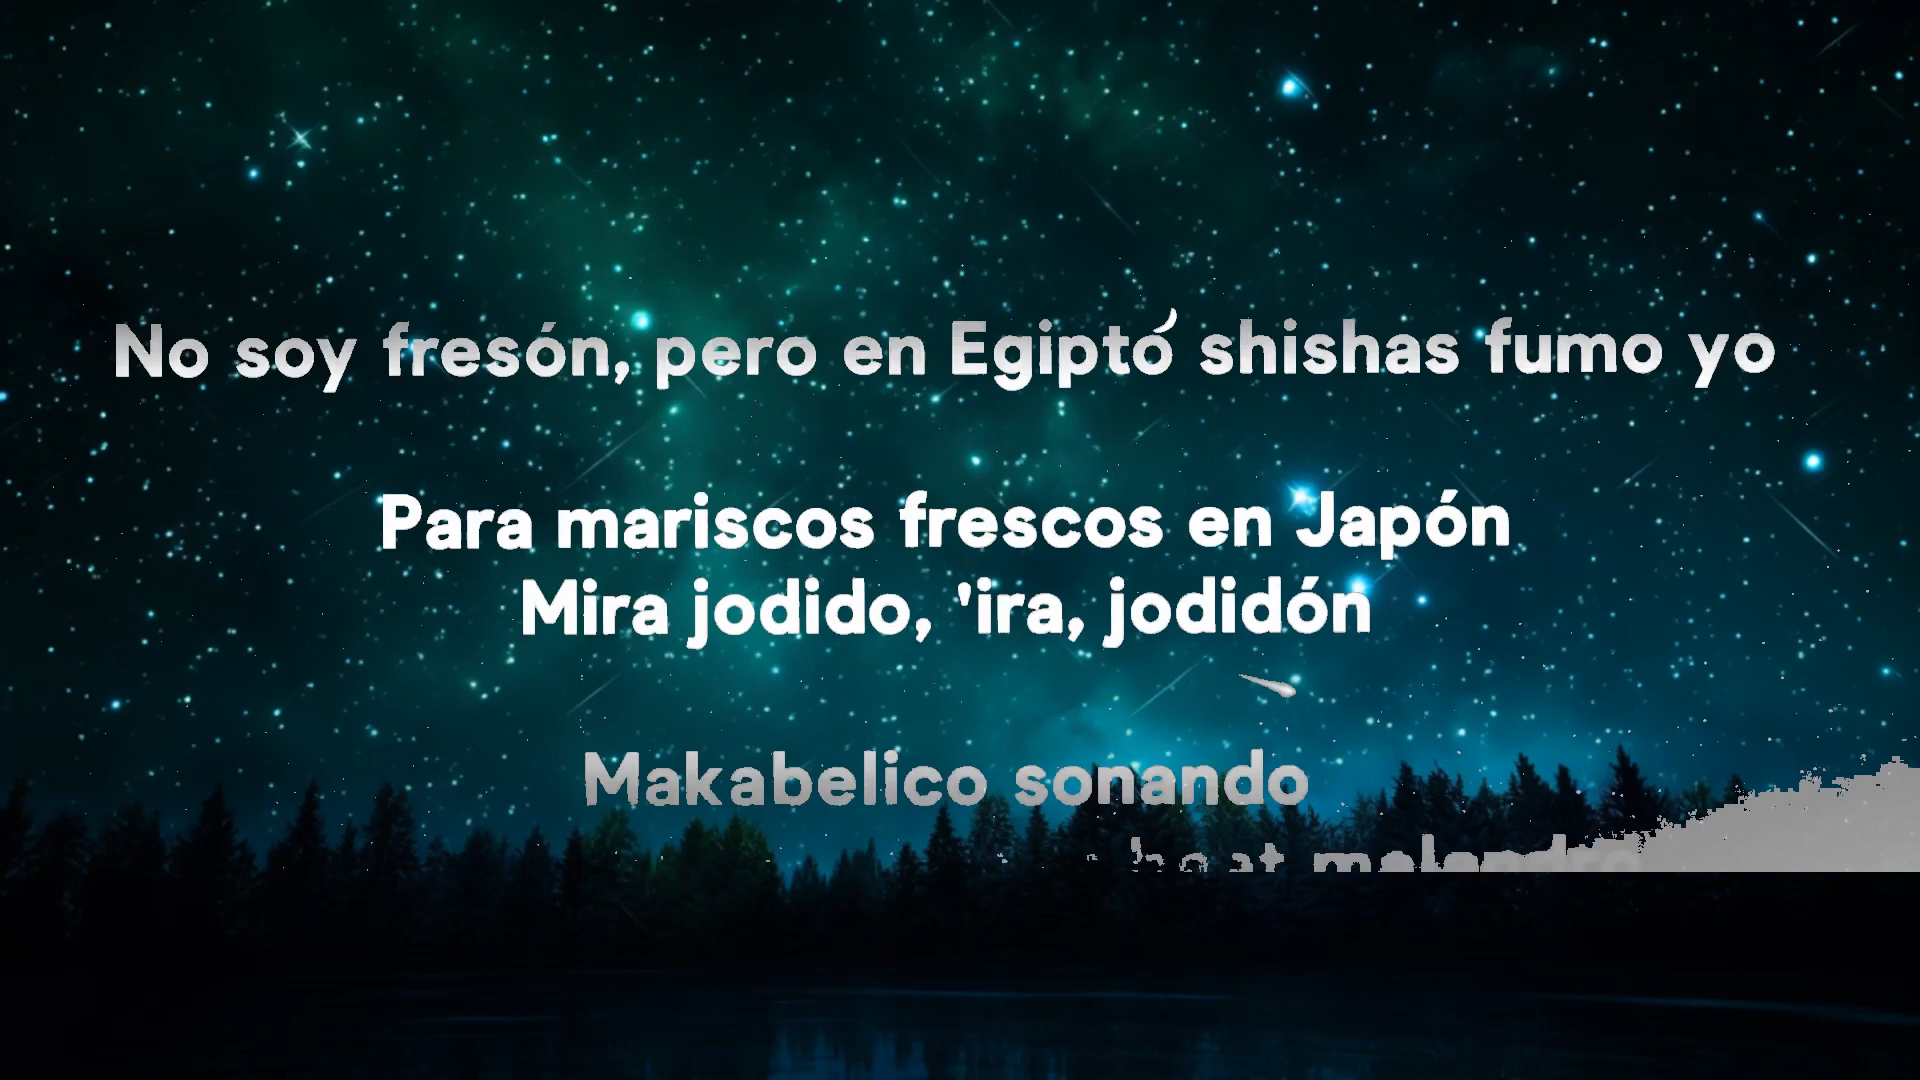 No soy fresón, pero en Egiptó shishas fumo yo
Para mariscos frescos en Japón
Mira jodido, 'ira, jodidón
Makabelico sonando